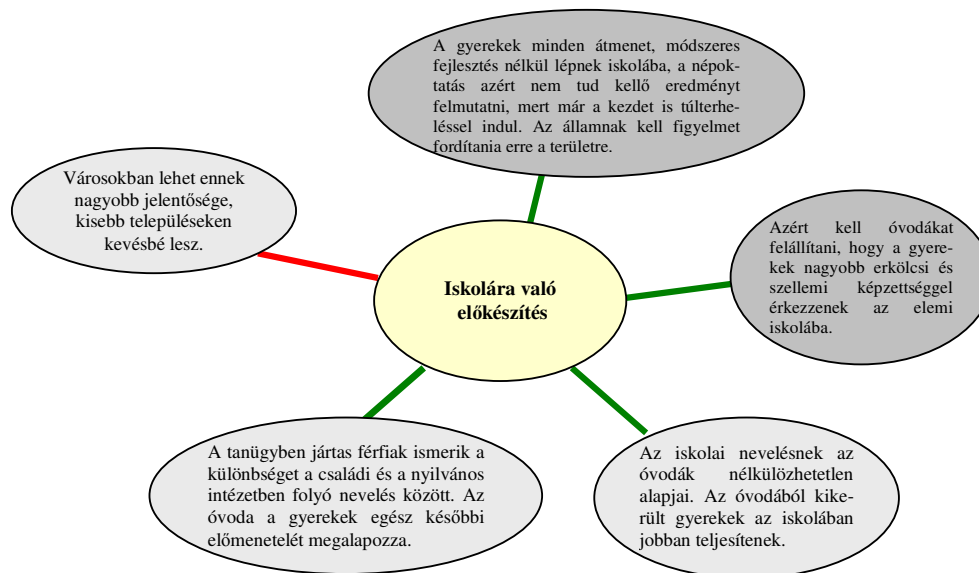 A gyerekek minden átmenet, módszeres
fejlesztés nélkül lépnek iskolába, a népok-
tatás azért nem tud kellő eredményt
felmutatni, mert már a kezdet is túlterhe-
léssel indul. Az államnak kell figyelmet
fordítania erre a területre.
Városokban lehet ennek
nagyobb jelentősége,
kisebb településeken
kevésbé lesz.
Azért kell óvodákat
felállítani, hogy a gye-
rekek nagyobb erkölcsi és
szellemi képzettséggel
érkezzenek az elemi
iskolába.
Iskolára való
előkészítés
A tanügyben jártas férfiak ismerik a
különbséget a családi és a nyilvános
intézetben folyó nevelés között. Az
óvoda a gyerekek egész későbbi
előmenetelét megalapozza.
Az iskolai nevelésnek az
óvodák nélkülözhetetlen
alapjai. Az óvodából kike-
rült gyerekek az iskolában
jobban teljesítenek.